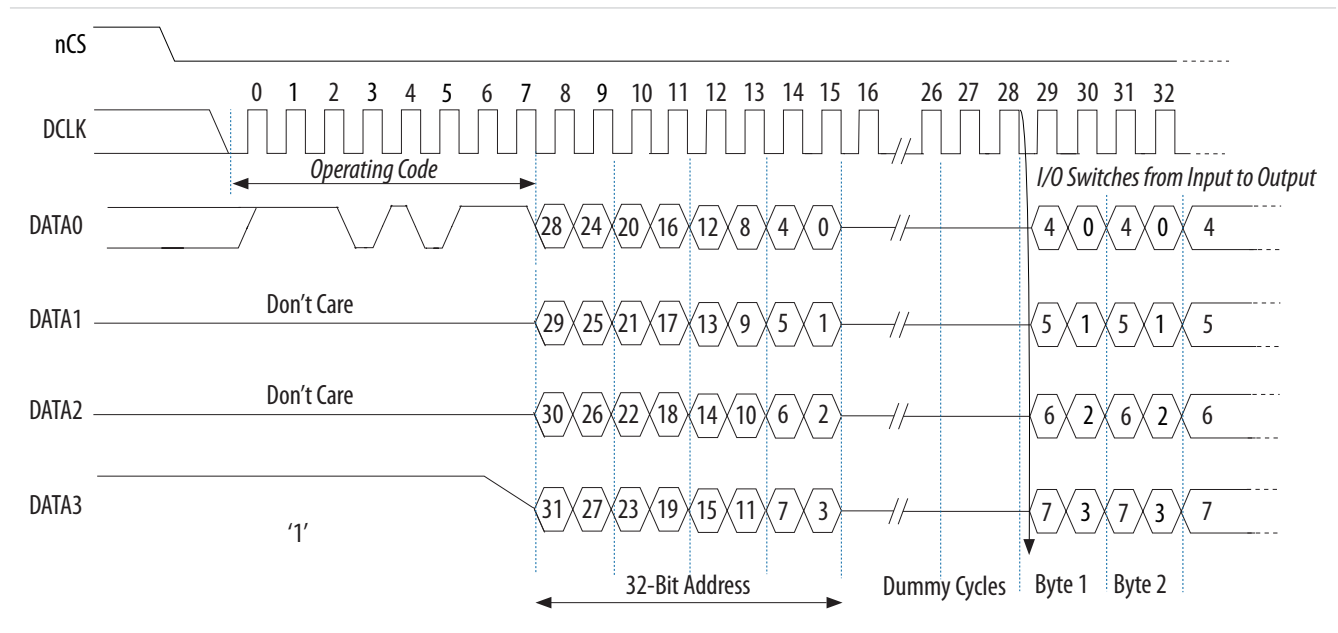 nCS
0 1 2 3 4 5 6 7 8 9 10 11 12 13 14 15 16 26 27 28 29 30 31 32
DCLK
Operating Code
I/O Switches from Input to Output
DATA0 28 24 20 16 12 8 4 0 4 0 4 0 4
Don't Care
DATA1 29 25 21 17 13 9 5 1 5 1 5 1 5
Don't Care
DATA2 30 26 22 18 14 10 6 2 6 2 6 2 6
DATA3 31 27 23 19 15 11 7 3 7 3 7 3 7
'1'
32-Bit Address Dummy Cycles Byte 1 Byte 2